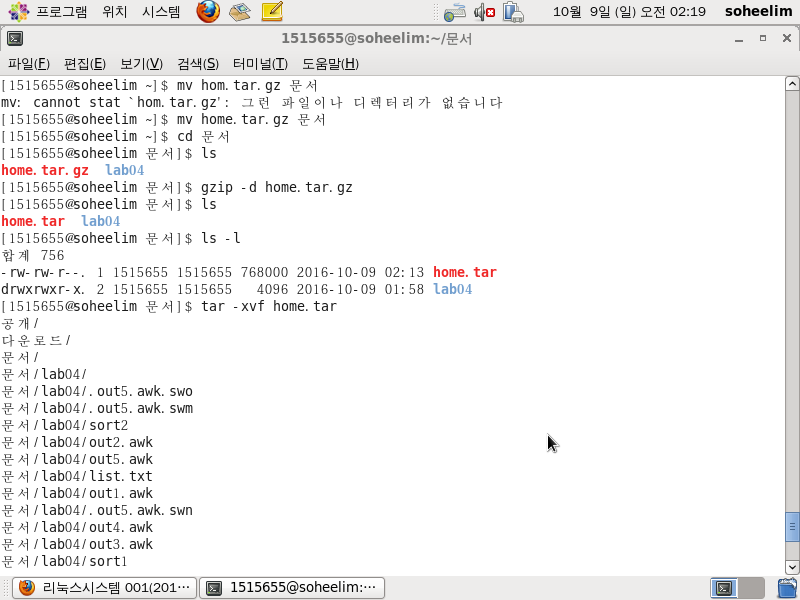 프로그램 위치 시스템 10월 9일 (일) 오전 02:19 soheelim
1515655@soheelim:~/문서
파일(F) 편집(E) 보기(V) 검색(S) 터미널(T) 도움말(H)
[1515655@soheelim ~]$ mv hom.tar.gz 문서
mv: cannot stat `hom.tar.gz': 그런 파일이나 디렉터리가 없습니다
[1515655@soheelim ~]$ mv home.tar.gz 문서
[1515655@soheelim ~]$ cd 문서
[1515655@soheelim 문서]$ ls
home.tar.gz lab04
[1515655@soheelim 문서]$ gzip -d home.tar.gz
[1515655@soheelim 문서]$ ls
home.tar lab04
[1515655@soheelim 문서]$ ls -l
합계 756
-rw-rw-r--. 1 1515655 1515655 768000 2016-10-09 02:13 home.tar
drwxrwxr-x. 2 1515655 1515655 4096 2016-10-09 01:58 lab04
[1515655@soheelim 문서]$ tar -xvf home.tar
공개/
다운로드/
문서/
문서/lab04/
문서/lab04/.out5.awk.swo
문서/lab04/.out5.awk.swm
문서/lab04/sort2
문서/lab04/out2.awk
문서/lab04/out5.awk
문서/lab04/list.txt
문서/lab04/out1.awk
문서/lab04/.out5.awk.swn
문서/lab04/out4.awk
문서/lab04/out3.awk
문서/lab04/sort1
리눅스시스템 001(201··· 1515655@soheelim:···